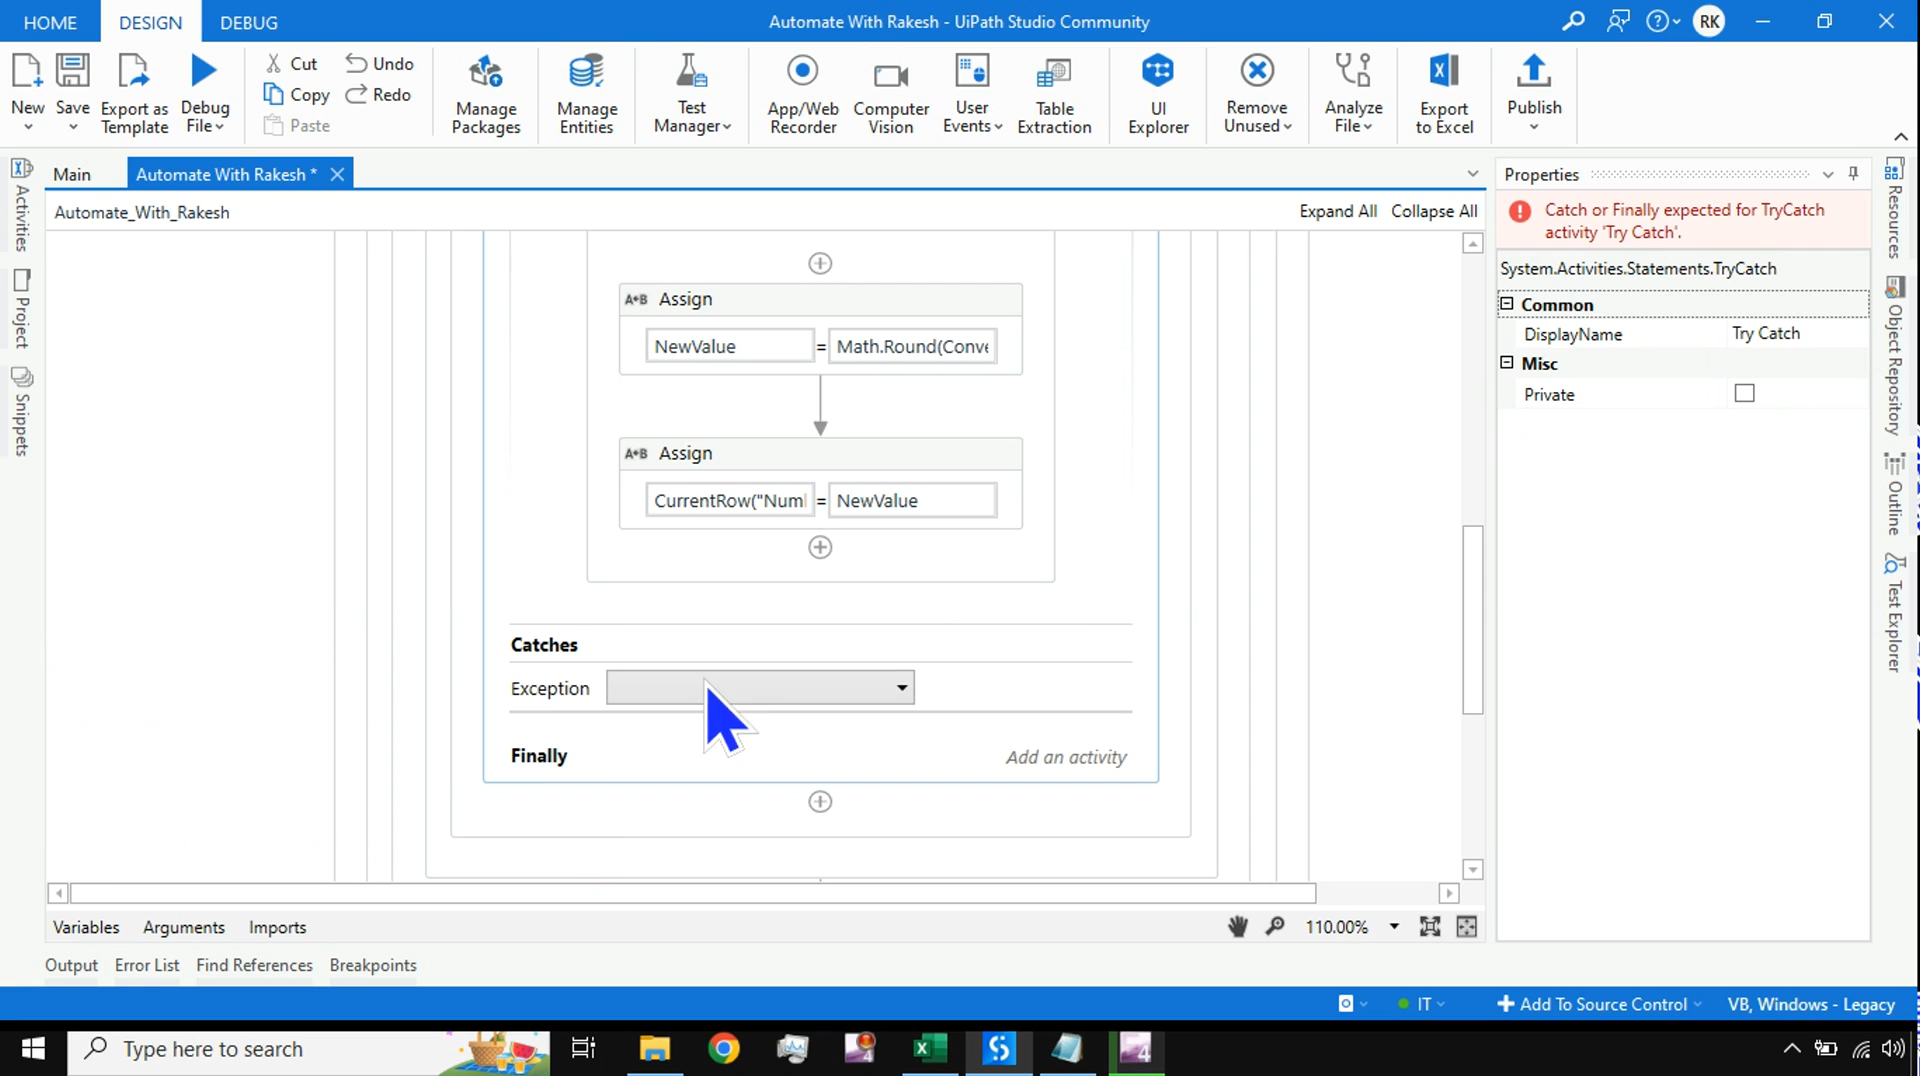 HOME DESIGN DEBUG Automate With Rakesh - UiPath Studio Community RK
New Save Export as Template Debug File Cut Copy Paste Undo Redo Manage Packages Manage Entities Test Manager App/Web Recorder Computer Vision User Events Table Extraction UI Explorer Remove Unused Analyze File Export to Excel Publish
Main Automate With Rakesh *
Automate_With_Rakesh Expand All Collapse All
Activities
Project
Snippets
Assign
NewValue = Math.Round(Conve
Assign
CurrentRow("Num = NewValue
Catches
Exception
Finally Add an activity
Properties
Catch or Finally expected for TryCatch
activity 'Try Catch'.
System.Activities.Statements.TryCatch
Common
DisplayName Try Catch
Misc
Private
Resources
Object Repository
Outline
Test Explorer
Variables Arguments Imports 110.00%
Output Error List Find References Breakpoints
IT Add To Source Control VB, Windows - Legacy
Type here to search